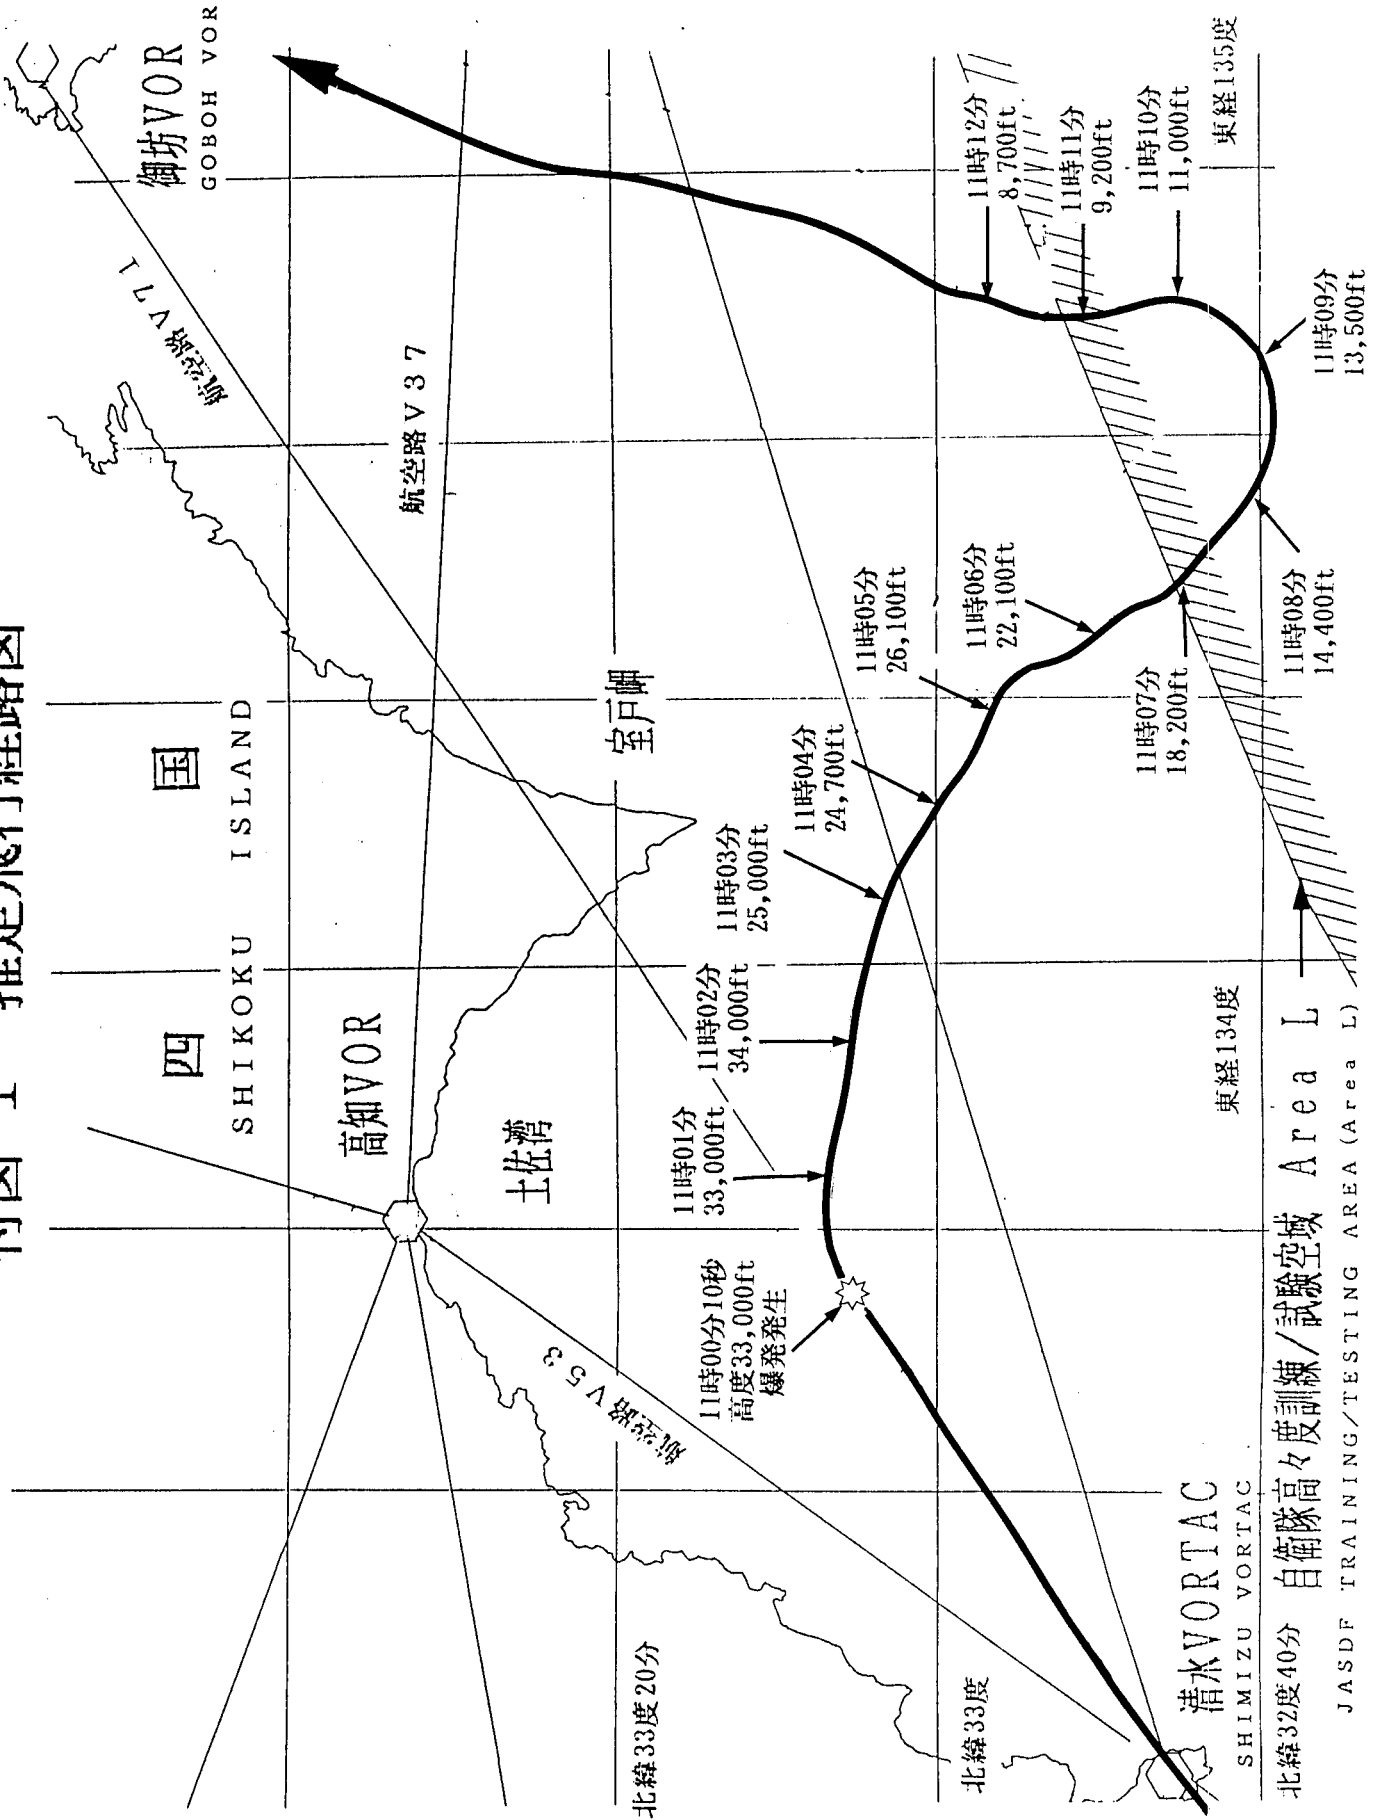 付図 1 推定飛行経路図
御坊VOR
GOBOH VOR
航空路V71
四国
SHIKOKU ISLAND
航空路V37
高知VOR
土佐湾
室戸岬
航空路V53
11時00分10秒
高度33,000ft
爆発発生
11時01分
33,000ft
11時02分
34,000ft
11時03分
25,000ft
11時04分
24,700ft
11時05分
26,100ft
11時06分
22,100ft
11時07分
18,200ft
11時08分
14,400ft
11時09分
13,500ft
11時10分
11,000ft
11時11分
9,200ft
11時12分
8,700ft
北緯33度20分
北緯33度
北緯32度40分
東経134度
東経135度
清水VORTAC
SHIMIZU VORTAC
自衛隊高々度訓練/試験空域 Area L
JASDF TRAINING/TESTING AREA (Area L)